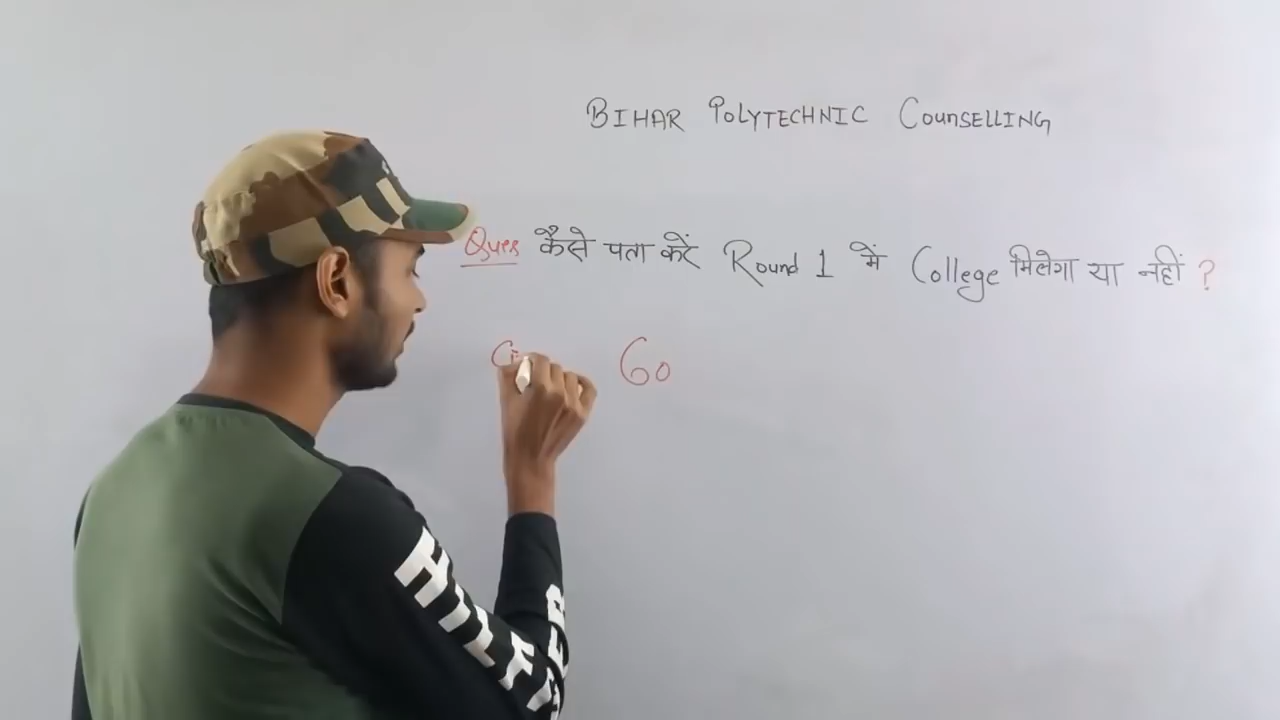 BIHAR POLYTECHNIC COUNSELLING
Ques कैसे पता करें Round 1 में College मिलेगा या नहीं ?
60